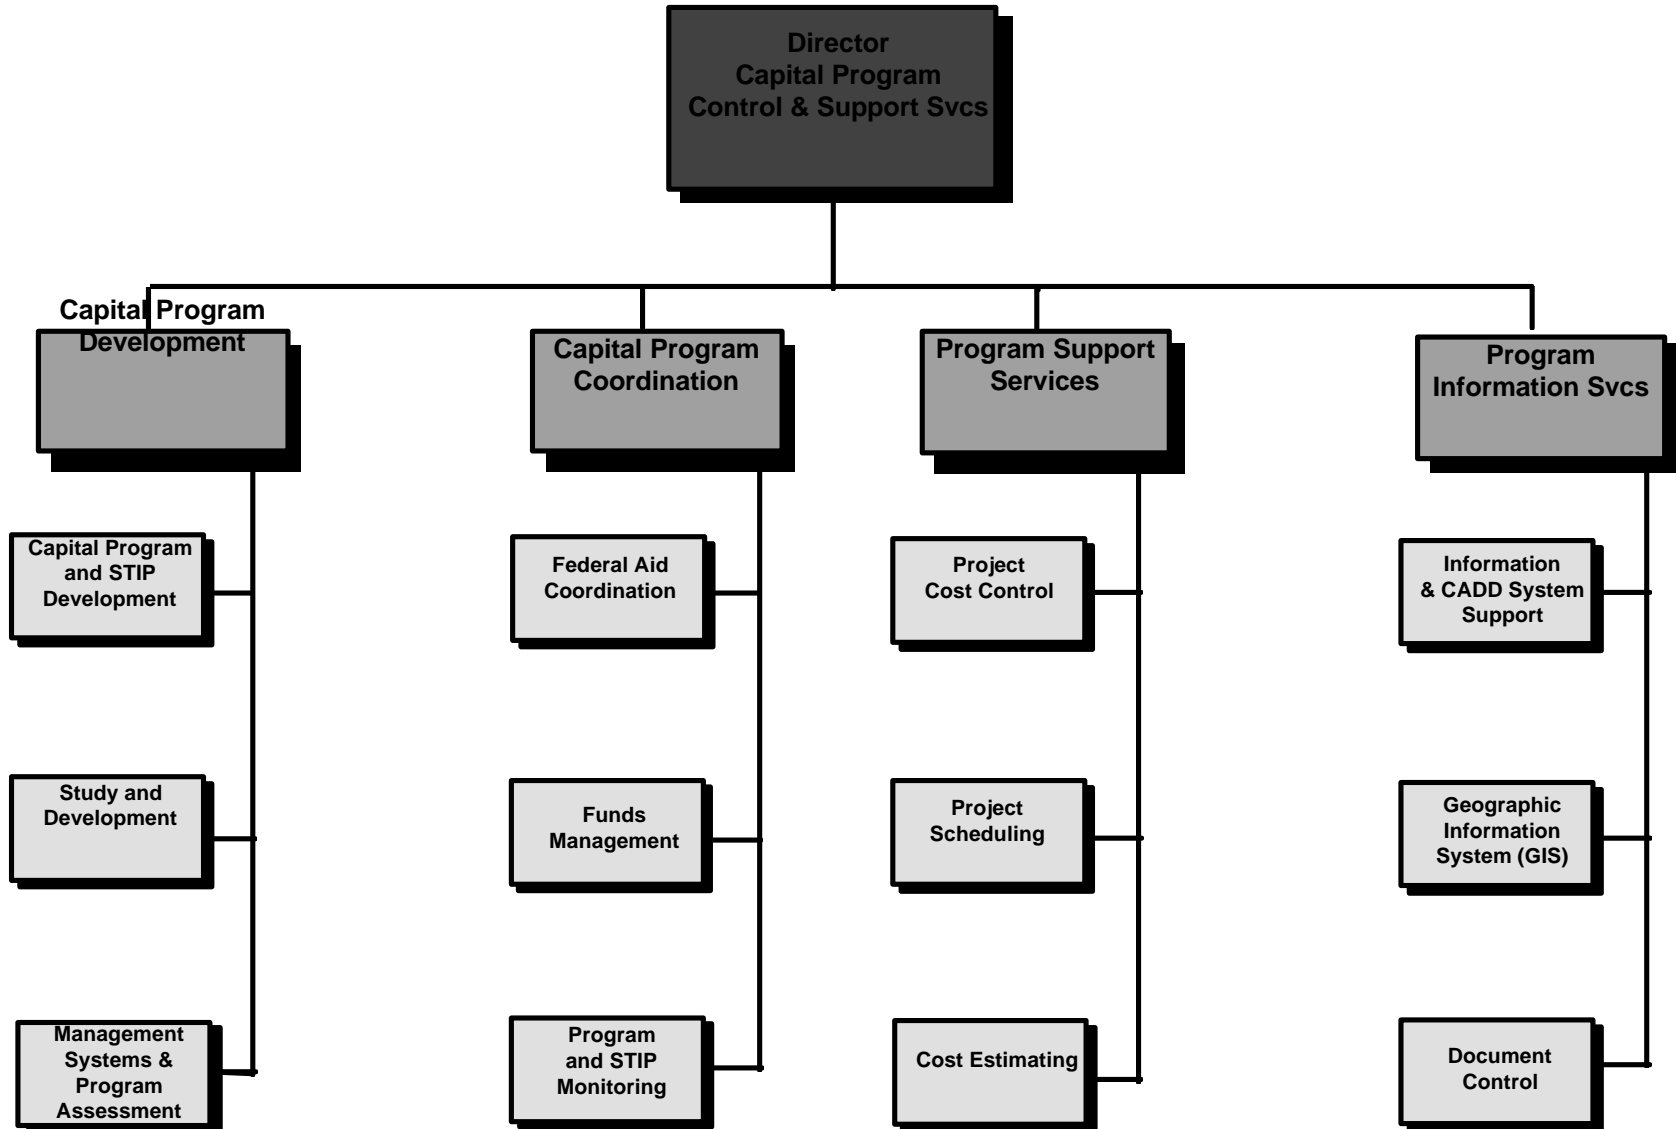 Director
Capital Program
Control & Support Svcs
Capital Program
Development
Capital Program
Coordination
Program Support
Services
Program
Information Svcs
Capital Program
and STIP
Development
Federal Aid
Coordination
Project
Cost Control
Information
& CADD System
Support
Study and
Development
Funds
Management
Project
Scheduling
Geographic
Information
System (GIS)
Management
Systems &
Program
Assessment
Program
and STIP
Monitoring
Cost Estimating
Document
Control